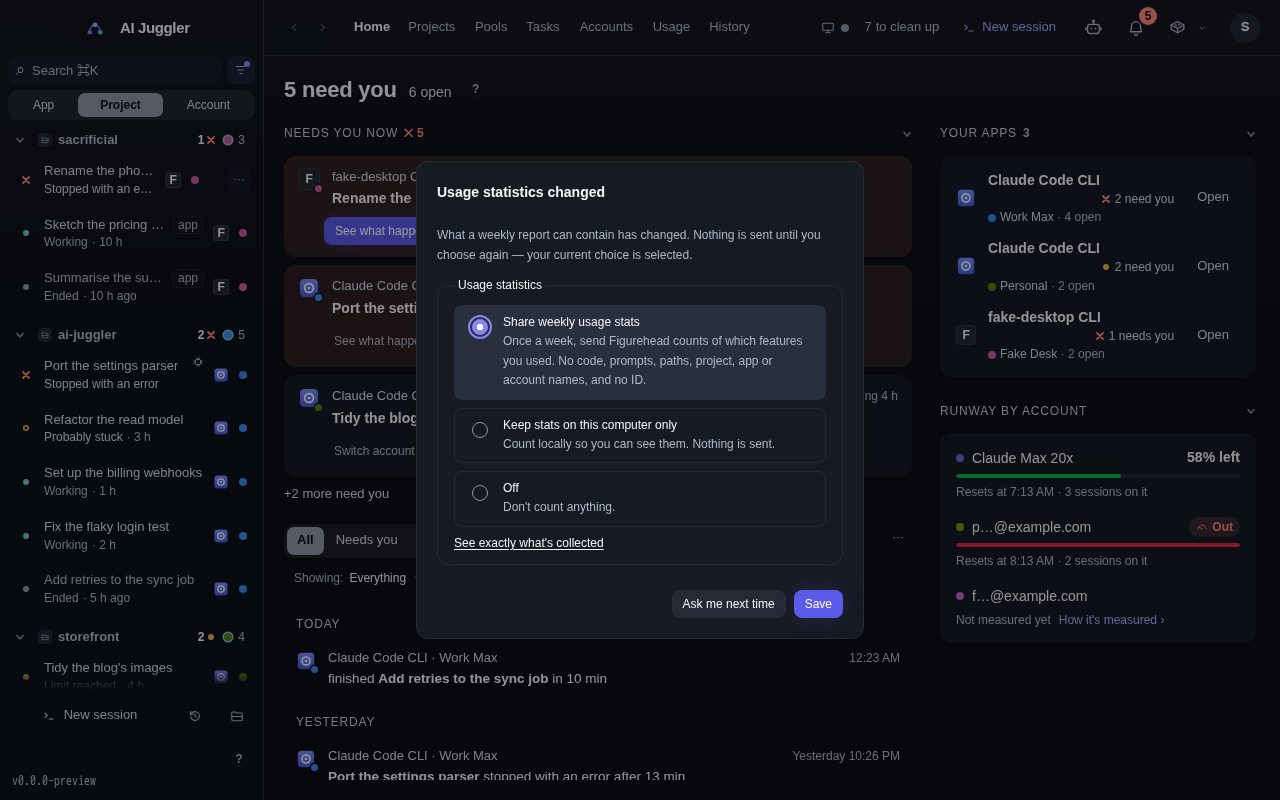 AI Juggler
Search ⌘K
App
Project
Account
sacrificial
1
3
Rename the pho…
Stopped with an e…
F
Sketch the pricing …
app
Working · 10 h
F
Summarise the su…
app
Ended · 10 h ago
F
ai-juggler
2
5
Port the settings parser
Stopped with an error
Refactor the read model
Probably stuck · 3 h
Set up the billing webhooks
Working · 1 h
Fix the flaky login test
Working · 2 h
Add retries to the sync job
Ended · 5 h ago
storefront
2
4
Tidy the blog's images
Limit reached · 4 h
New session
?
v0.0.0-preview
Home
Projects
Pools
Tasks
Accounts
Usage
History
7 to clean up
New session
5
S
5 need you
6 open
?
NEEDS YOU NOW
5
F
fake-desktop C
Rename the
See what happe
Claude Code C
Port the setti
See what happe
Claude Code C
ng 4 h
Tidy the blog
Switch account
+2 more need you
All
Needs you
…
Showing: Everything
TODAY
Claude Code CLI · Work Max
12:23 AM
finished Add retries to the sync job in 10 min
YESTERDAY
Claude Code CLI · Work Max
Yesterday 10:26 PM
Port the settings parser stopped with an error after 13 min
Usage statistics changed
What a weekly report can contain has changed. Nothing is sent until you
choose again — your current choice is selected.
Usage statistics
Share weekly usage stats
Once a week, send Figurehead counts of which features
you used. No code, prompts, paths, project, app or
account names, and no ID.
Keep stats on this computer only
Count locally so you can see them. Nothing is sent.
Off
Don't count anything.
See exactly what's collected
Ask me next time
Save
YOUR APPS 3
Claude Code CLI
2 need you
Open
Work Max · 4 open
Claude Code CLI
2 need you
Open
Personal · 2 open
F
fake-desktop CLI
1 needs you
Open
Fake Desk · 2 open
RUNWAY BY ACCOUNT
Claude Max 20x
58% left
Resets at 7:13 AM · 3 sessions on it
p…@example.com
Out
Resets at 8:13 AM · 2 sessions on it
f…@example.com
Not measured yet How it's measured ›